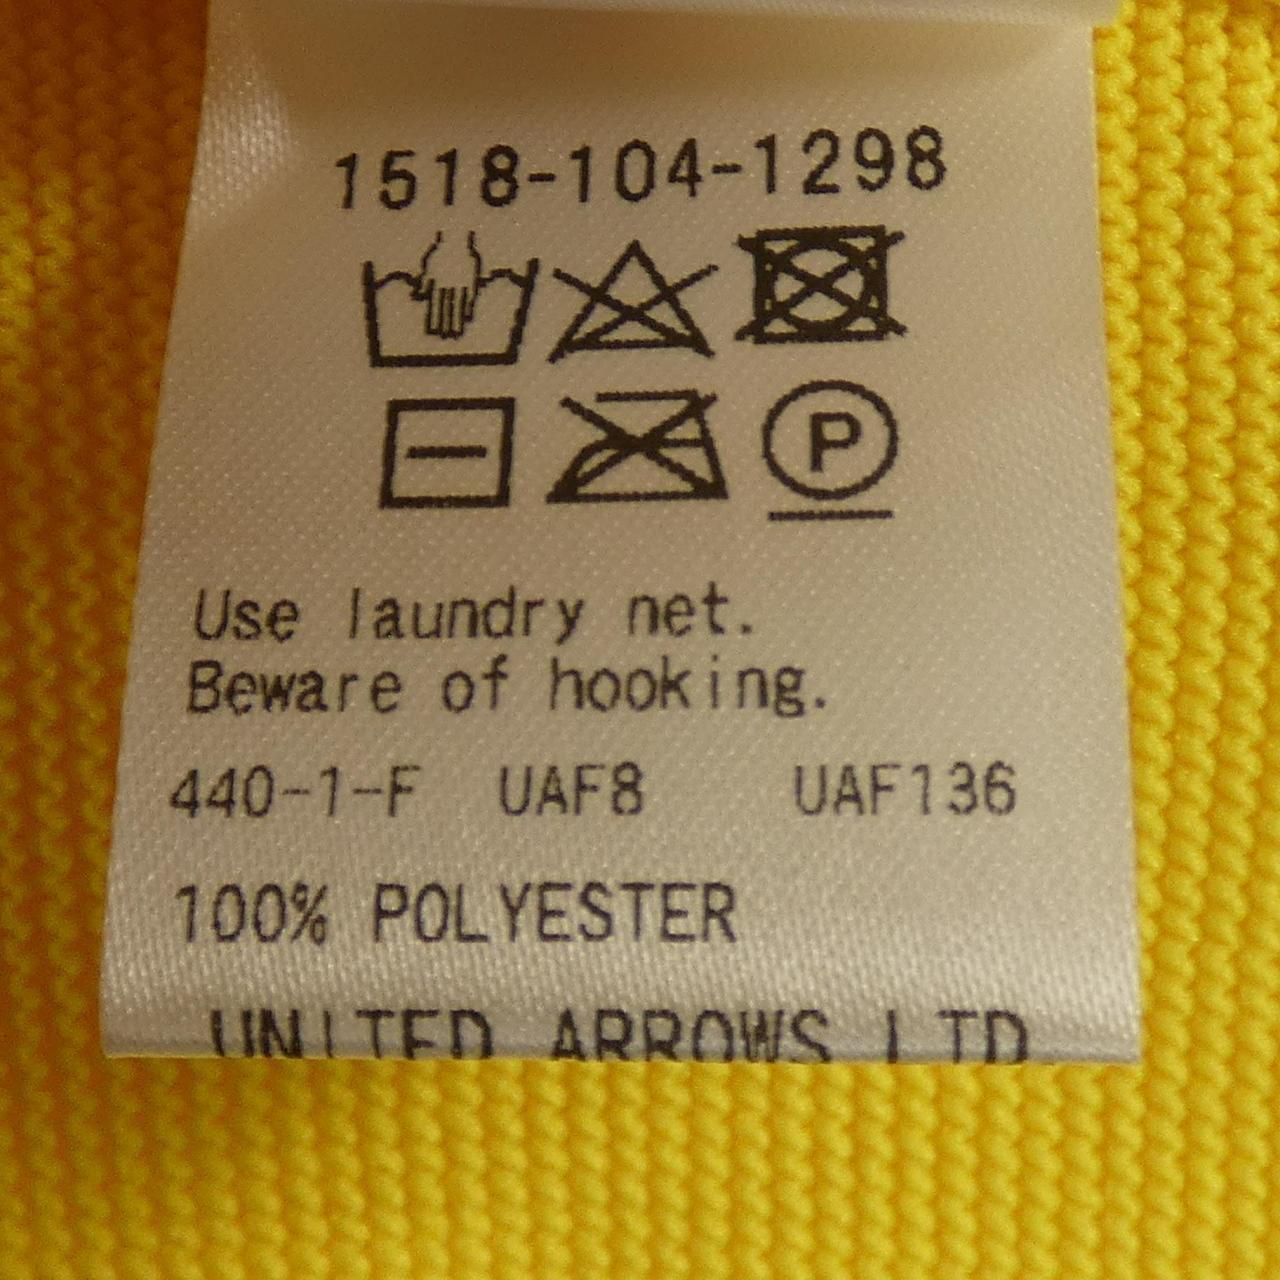 1518-104-1298
P
Use laundry net.
Beware of hooking.
440-1-F UAF8 UAF136
100% POLYESTER
UNITED ARROWS LTD